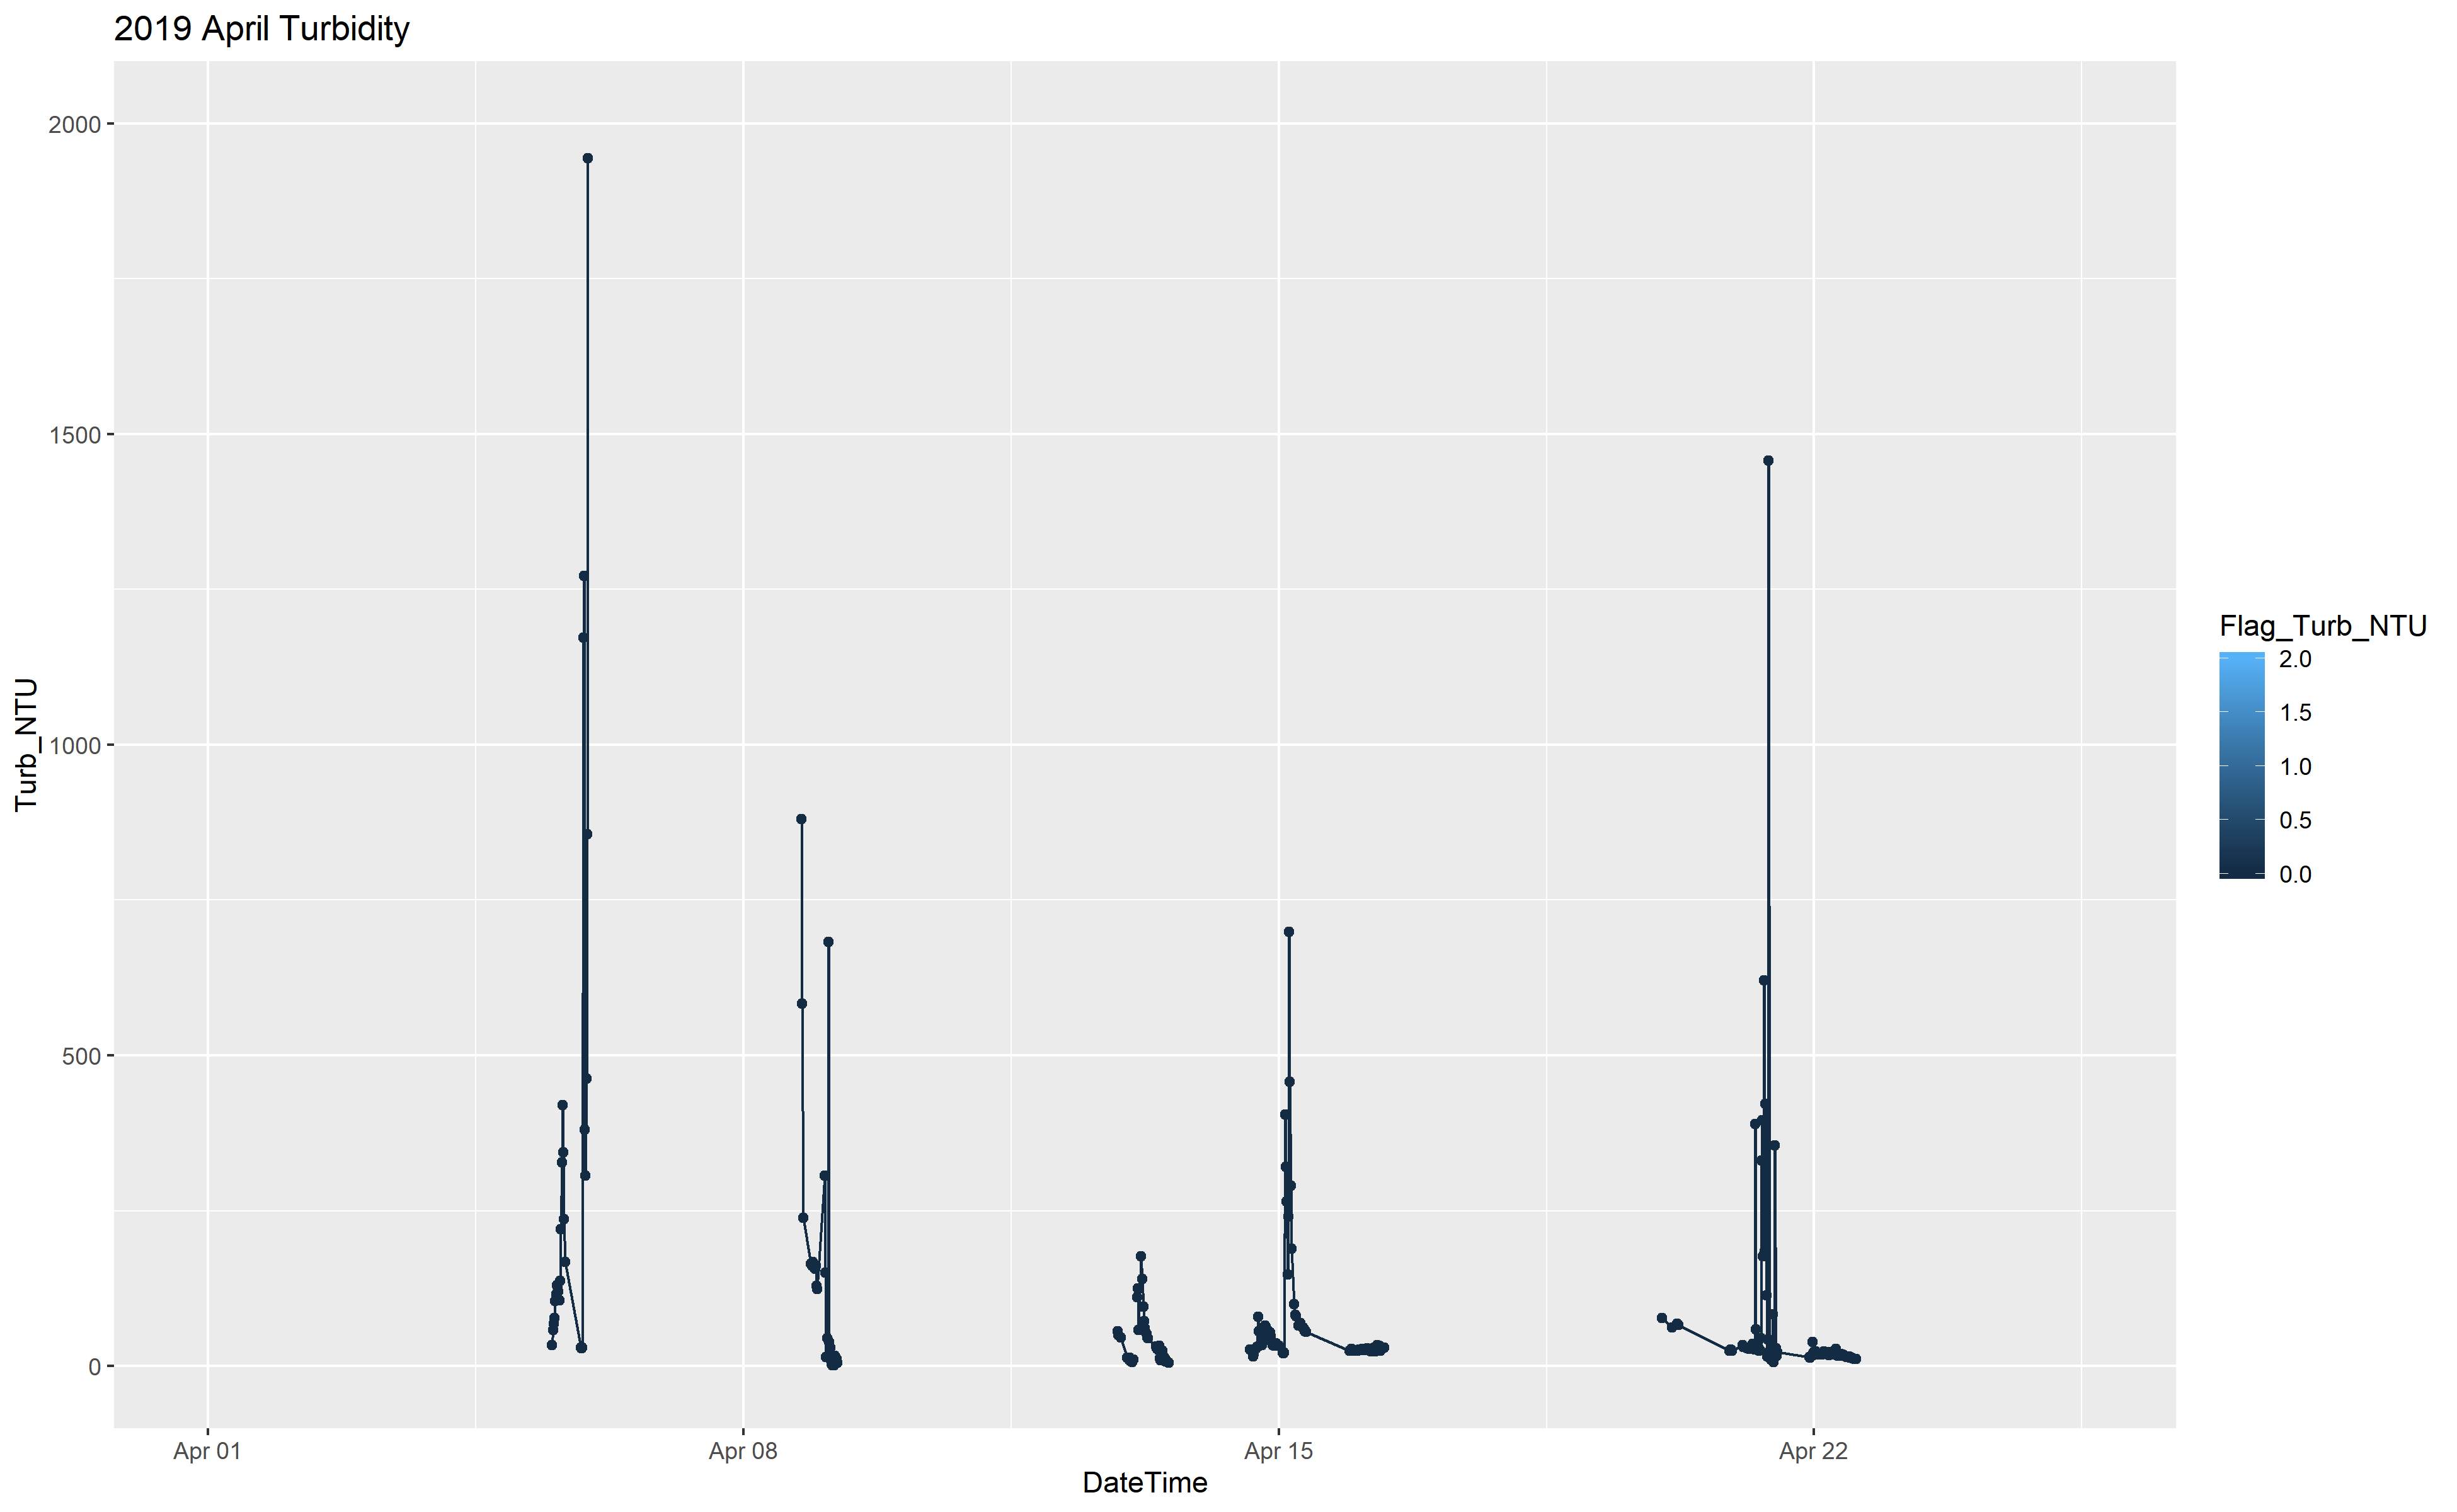 2019 April Turbidity
2000
1500
1000
500
0
Turb_NTU
Apr 01
Apr 08
Apr 15
Apr 22
DateTime
Flag_Turb_NTU
2.0
1.5
1.0
0.5
0.0